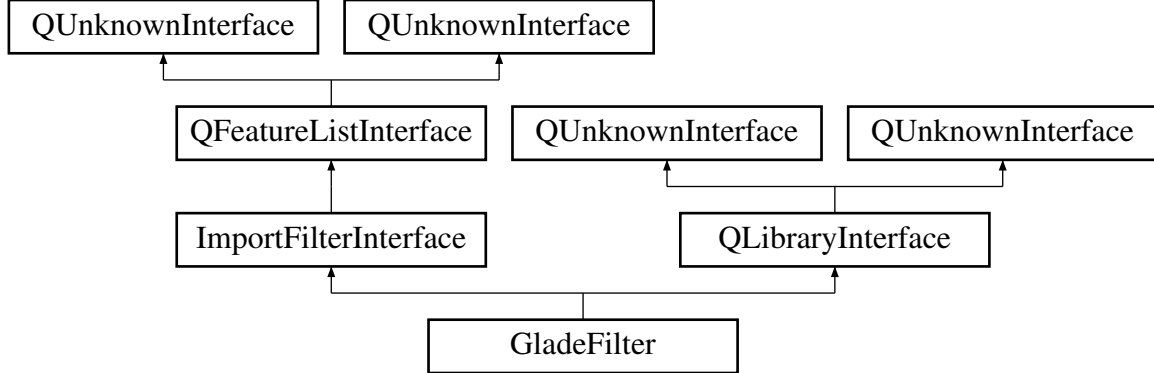 QUnknownInterface QUnknownInterface
QFeatureListInterface QUnknownInterface QUnknownInterface
ImportFilterInterface QLibraryInterface
GladeFilter